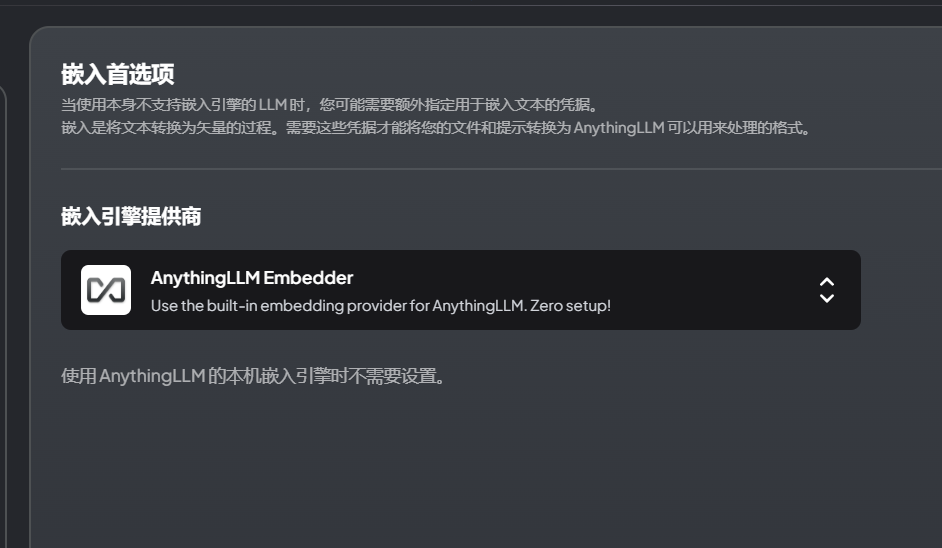 嵌入首选项
当使用本身不支持嵌入引擎的 LLM 时，您可能需要额外指定用于嵌入文本的凭据。
嵌入是将文本转换为矢量的过程。需要这些凭据才能将您的文件和提示转换为 AnythingLLM 可以用来处理的格式。
嵌入引擎提供商
AnythingLLM Embedder
Use the built-in embedding provider for AnythingLLM. Zero setup!
使用 AnythingLLM 的本机嵌入引擎时不需要设置。